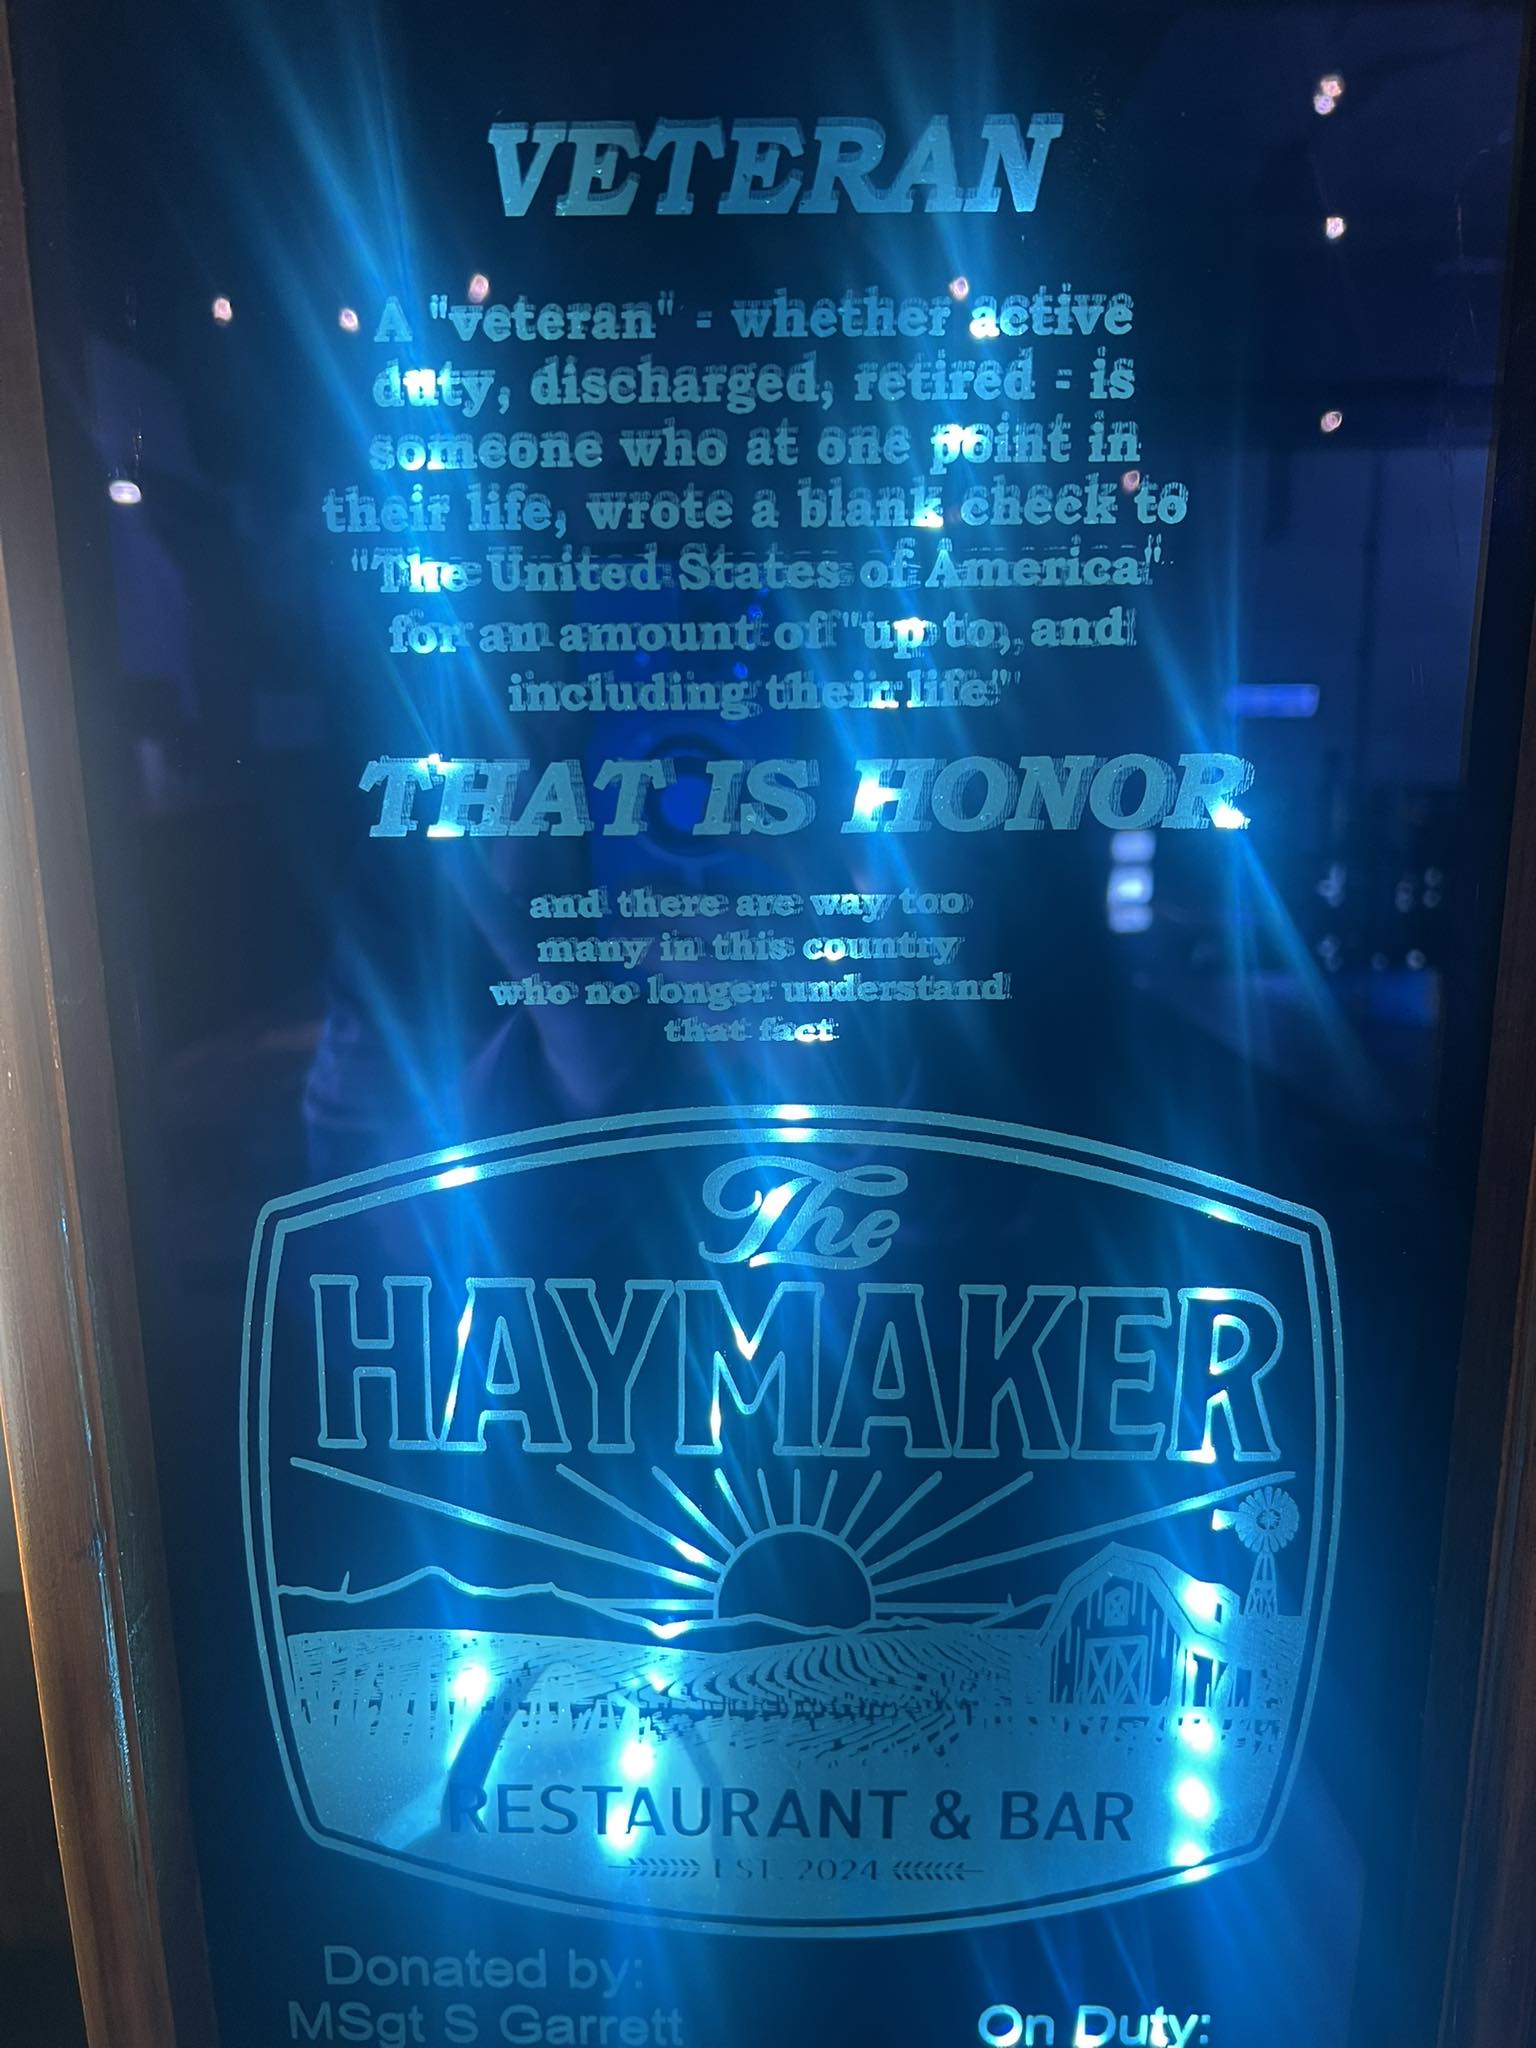 VETERAN
A "veteran" - whether active
duty, discharged, retired - is
someone who at one point in
their life, wrote a blank check to
"The United States of America"
for an amount of "up to, and
including their life"
THAT IS HONOR
and there are way too
many in this country
who no longer understand
that fact
The
HAYMAKER
RESTAURANT & BAR
EST. 2024
Donated by:
MSgt S Garrett
On Duty: